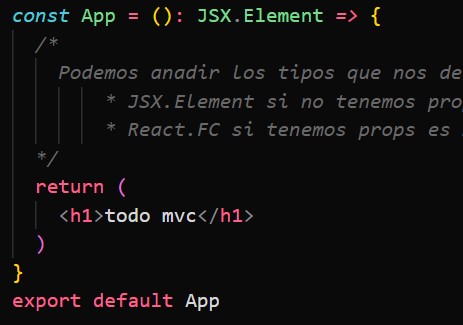 const App = (): JSX.Element => {
/*
Podemos anadir los tipos que nos de
* JSX.Element si no tenemos pro
* React.FC si tenemos props es
*/
return (
<h1>todo mvc</h1>
)
}
export default App